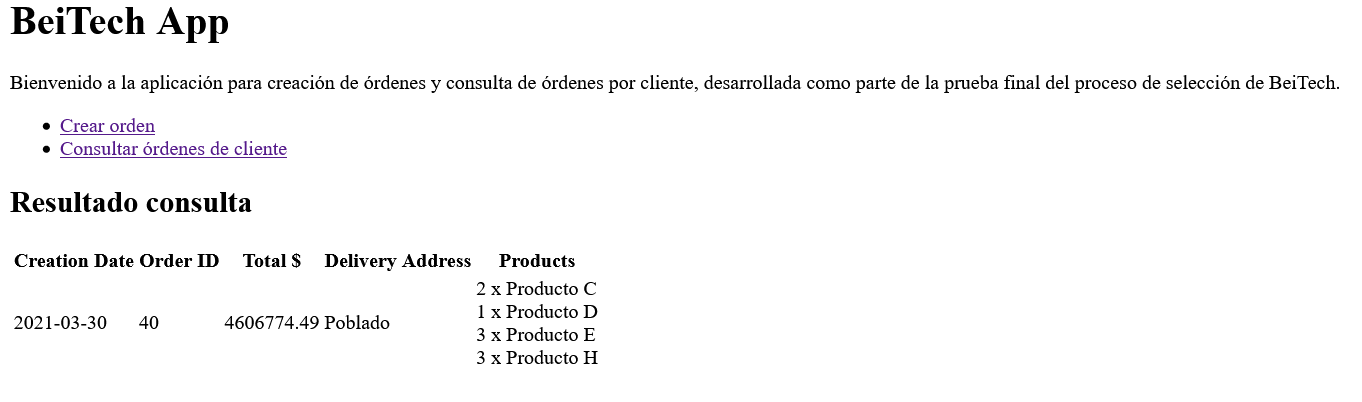 BeiTech App
Bienvenido a la aplicación para creación de órdenes y consulta de órdenes por cliente, desarrollada como parte de la prueba final del proceso de selección de BeiTech.
Crear orden
Consultar órdenes de cliente
Resultado consulta
Creation Date Order ID Total $ Delivery Address Products
2021-03-30 40 4606774.49 Poblado
2 x Producto C
1 x Producto D
3 x Producto E
3 x Producto H